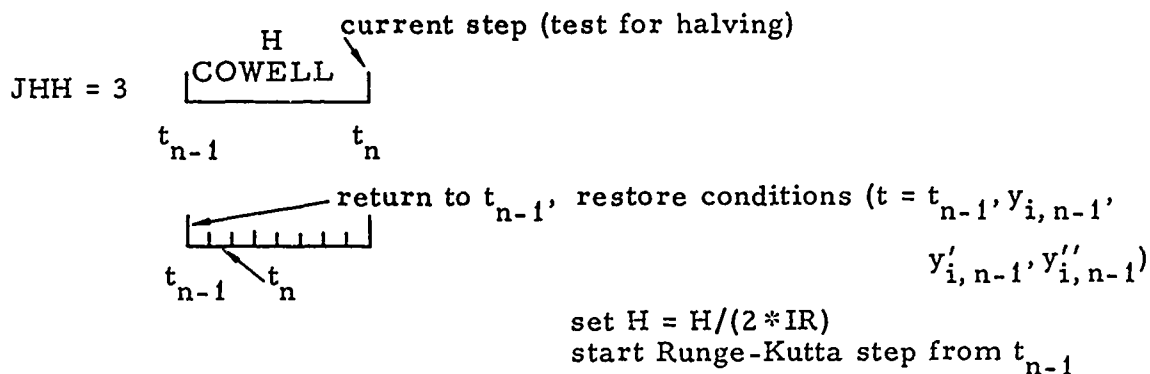 current step (test for halving)
H
COWELL
JHH = 3
t_{n-1} t_n
return to t_{n-1}, restore conditions (t = t_{n-1}, y_{i, n-1},
y'_{i, n-1}, y''_{i, n-1})
t_{n-1} t_n
set H = H/(2*IR)
start Runge-Kutta step from t_{n-1}